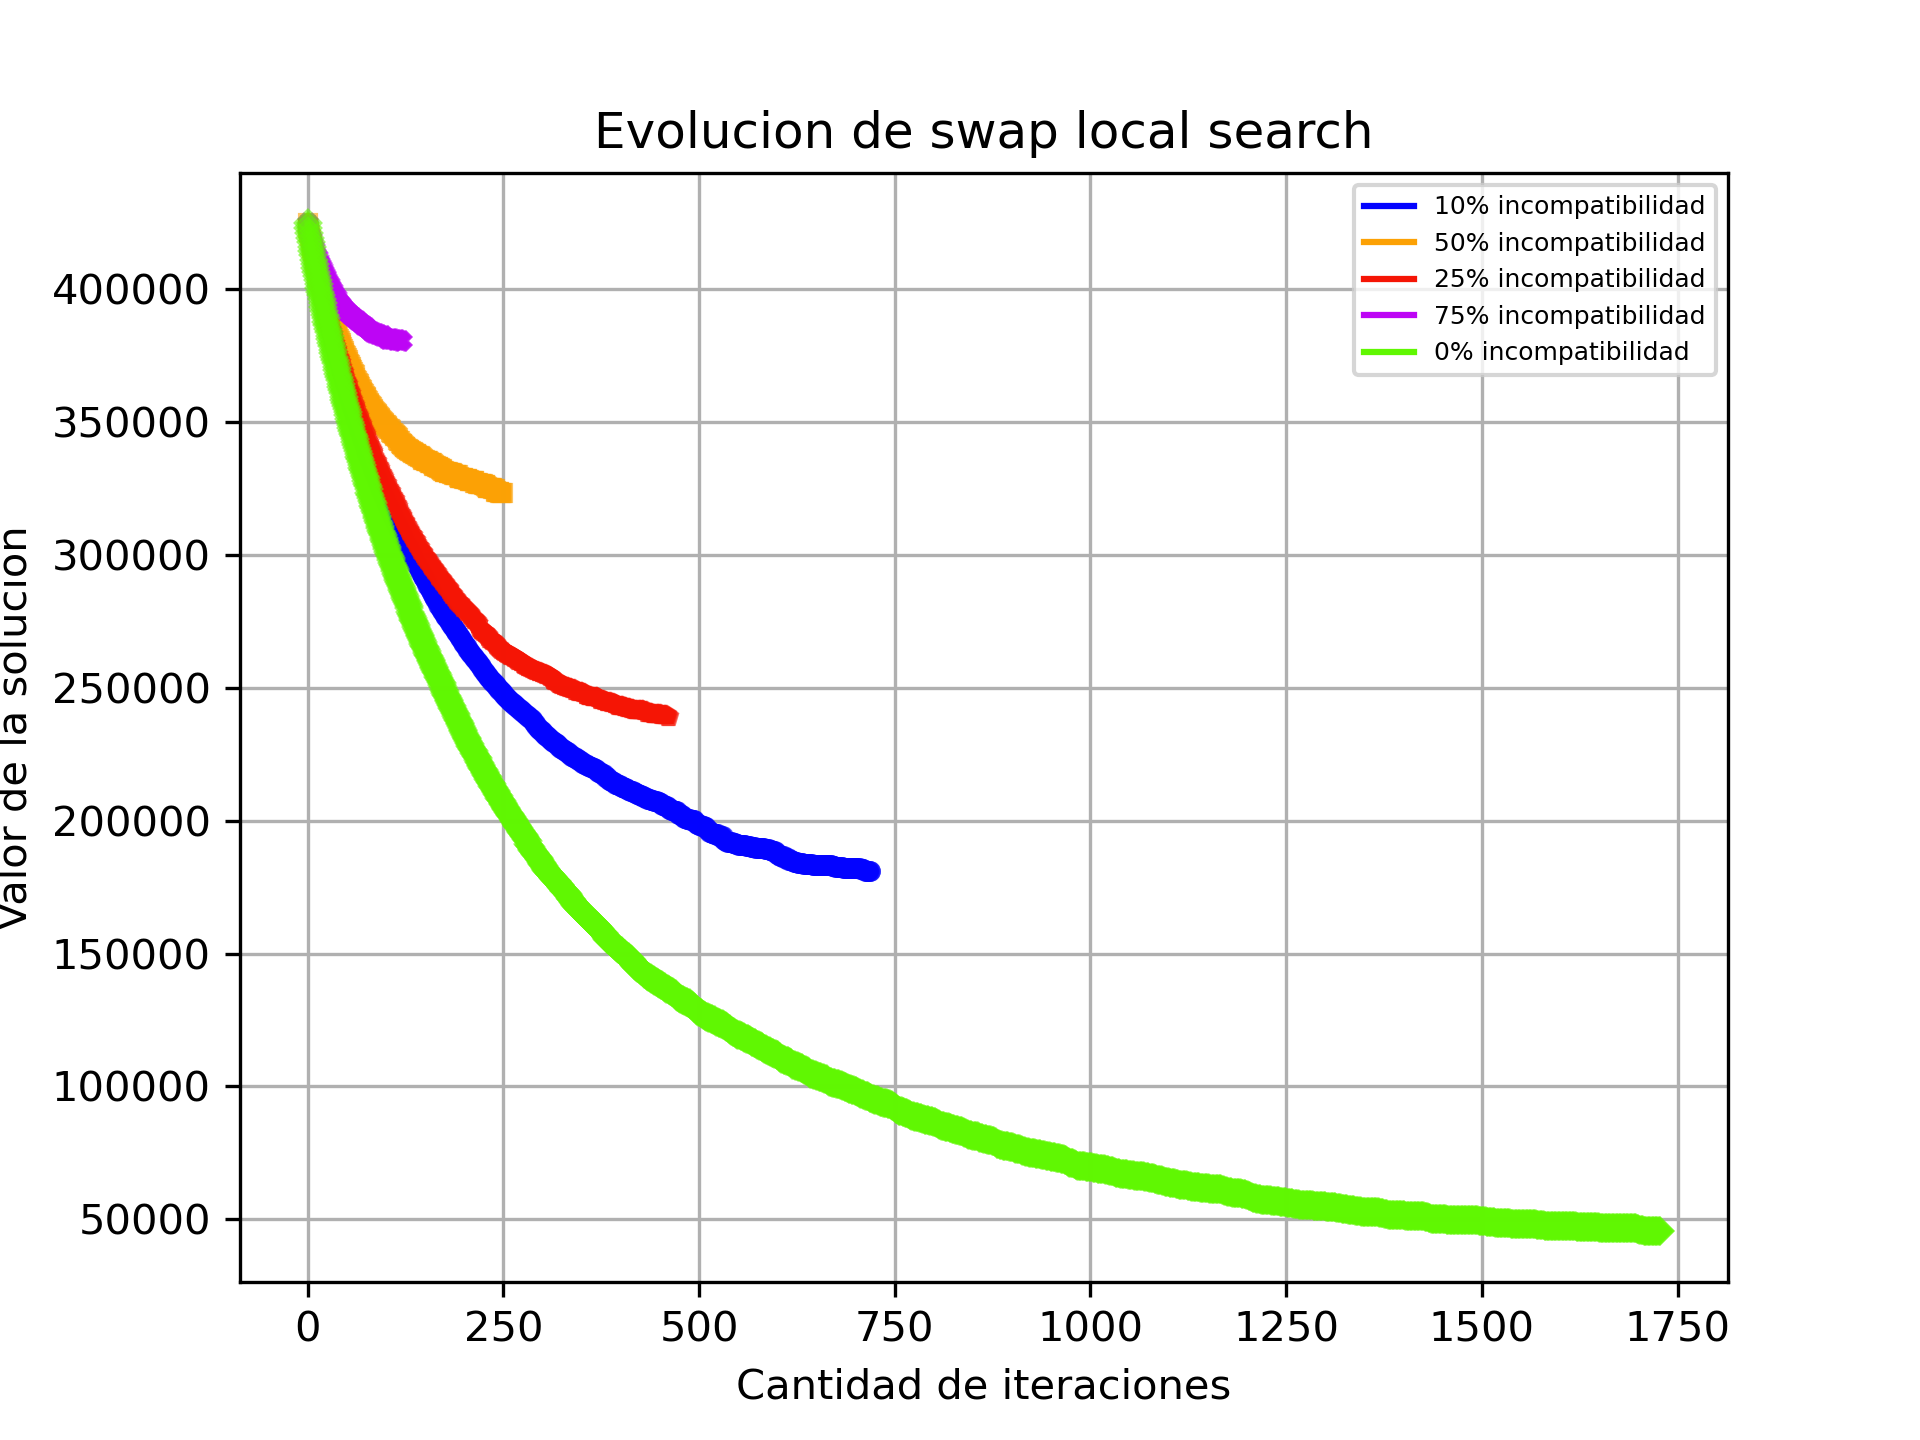 Evolucion de swap local search
10% incompatibilidad
50% incompatibilidad
25% incompatibilidad
75% incompatibilidad
0% incompatibilidad
Valor de la solucion
400000
350000
300000
250000
200000
150000
100000
50000
0 250 500 750 1000 1250 1500 1750
Cantidad de iteraciones